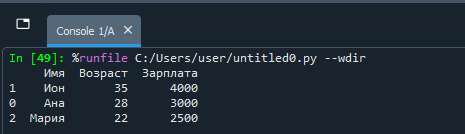 Console 1/A
In [49]: %runfile C:/Users/user/untitled0.py --wdir
Имя Возраст Зарплата
1 Ион 35 4000
0 Ана 28 3000
2 Мария 22 2500